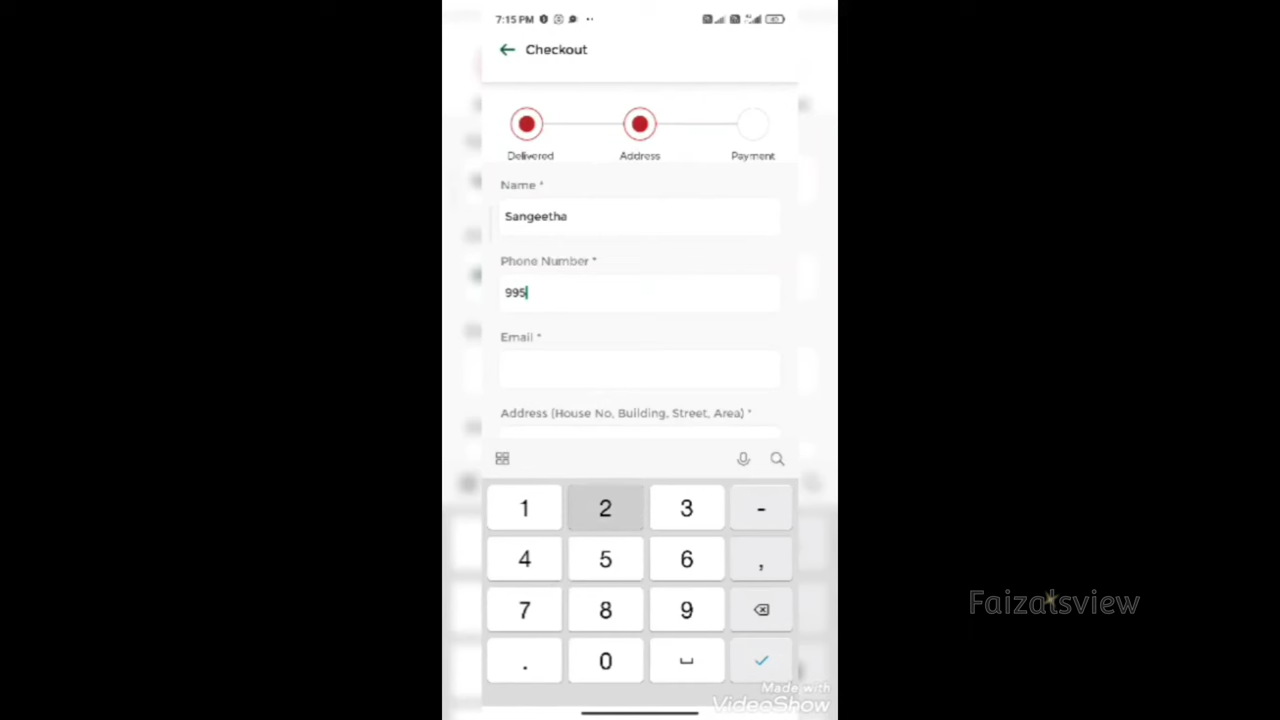 7:15 PM
Checkout
Delivered Address Payment
Name *
Sangeetha
Phone Number *
995
Email *
Address (House No, Building, Street, Area) *
1 2 3 -
4 5 6 ,
7 8 9
. 0
Faizatsview
Made with
VideoShow